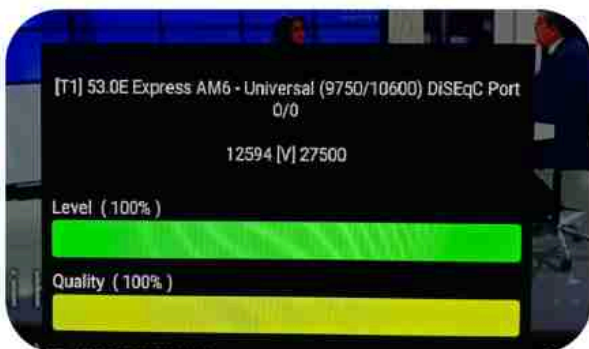 [T1] 53.0E Express AM6 - Universal (9750/10600) DiSEqC Port
0/0
12594 [V] 27500
Level ( 100% )
Quality ( 100% )